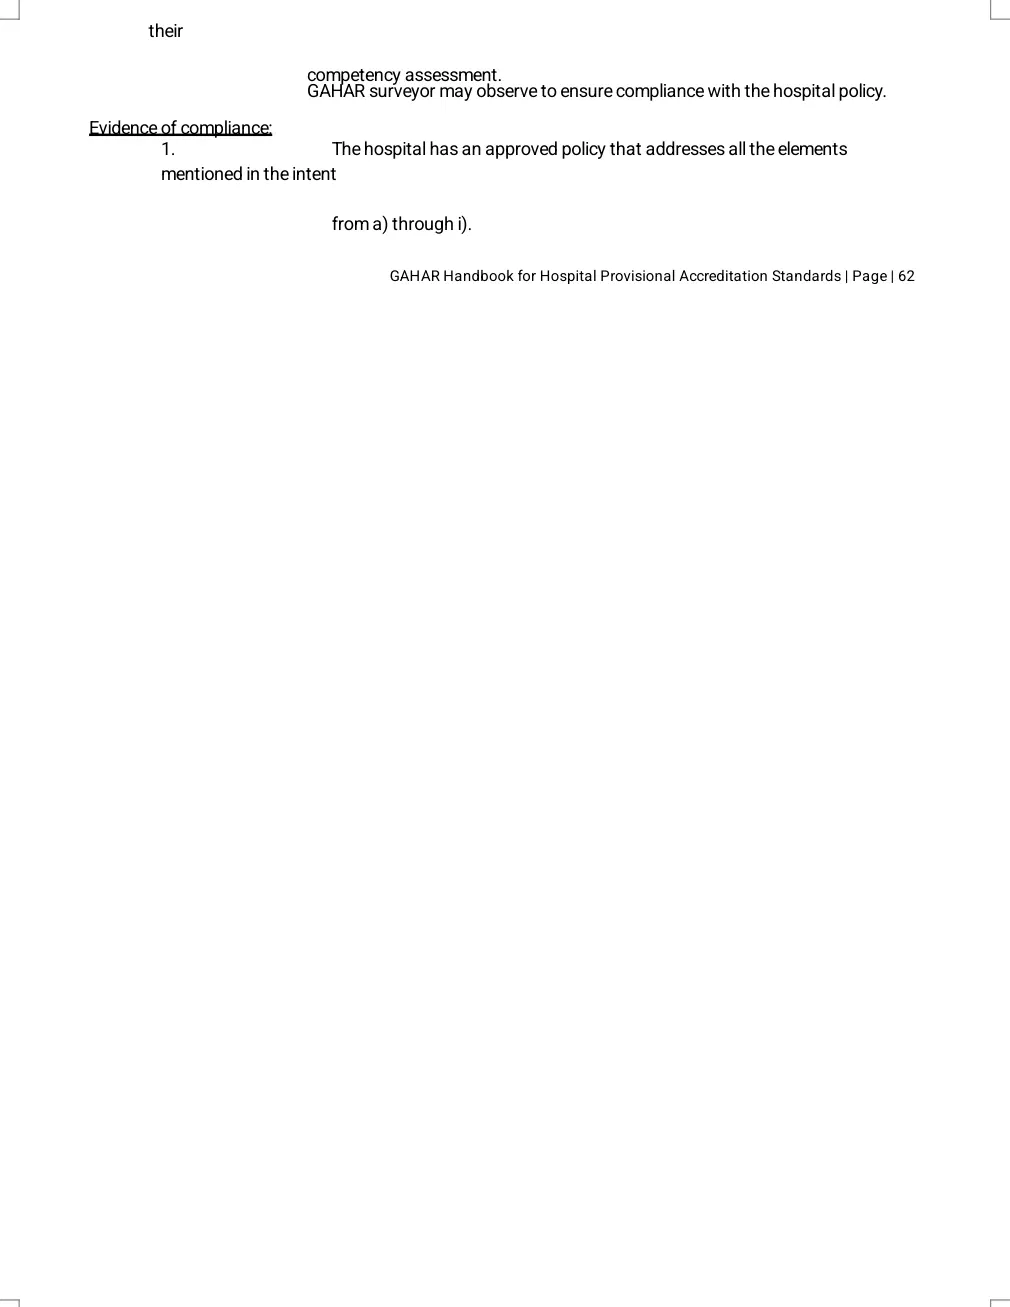 their
competency assessment.
GAHAR surveyor may observe to ensure compliance with the hospital policy.
Evidence of compliance:
1. The hospital has an approved policy that addresses all the elements
mentioned in the intent
from a) through i).
GAHAR Handbook for Hospital Provisional Accreditation Standards | Page | 62